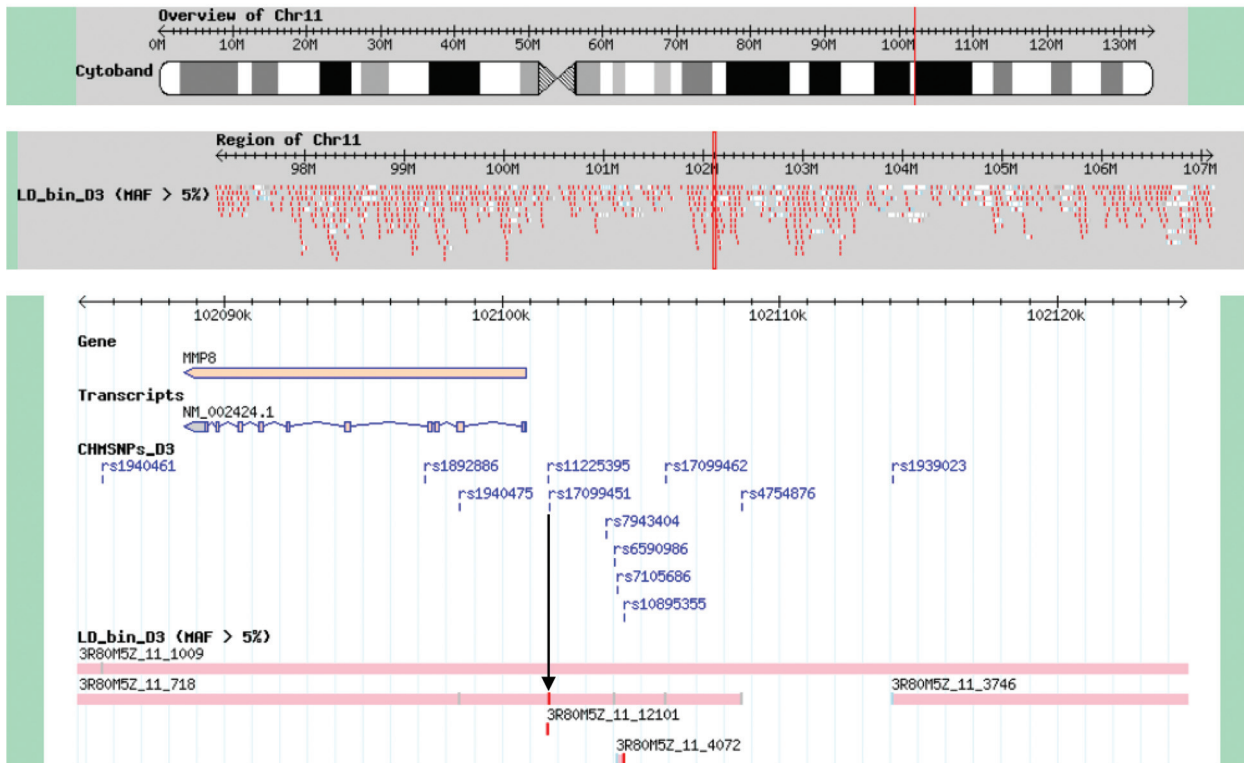 Overview of Chr11
0M 10M 20M 30M 40M 50M 60M 70M 80M 90M 100M 110M 120M 130M
Cytoband
Region of Chr11
98M 99M 100M 101M 102M 103M 104M 105M 106M 107M
LD_bin_D3 (MAF > 5%)
102090k 102100k 102110k 102120k
Gene
MMP8
Transcripts
NM_002424.1
CHMSNPs_D3
rs1940461 rs1892886 rs11225395 rs17099462 rs1939023
rs1940475 rs17099451 rs4754876
rs7943404
rs6590986
rs7105686
rs10895355
LD_bin_D3 (MAF > 5%)
3R80M5Z_11_1009
3R80M5Z_11_718 3R80M5Z_11_3746
3R80M5Z_11_12101
3R80M5Z_11_4072